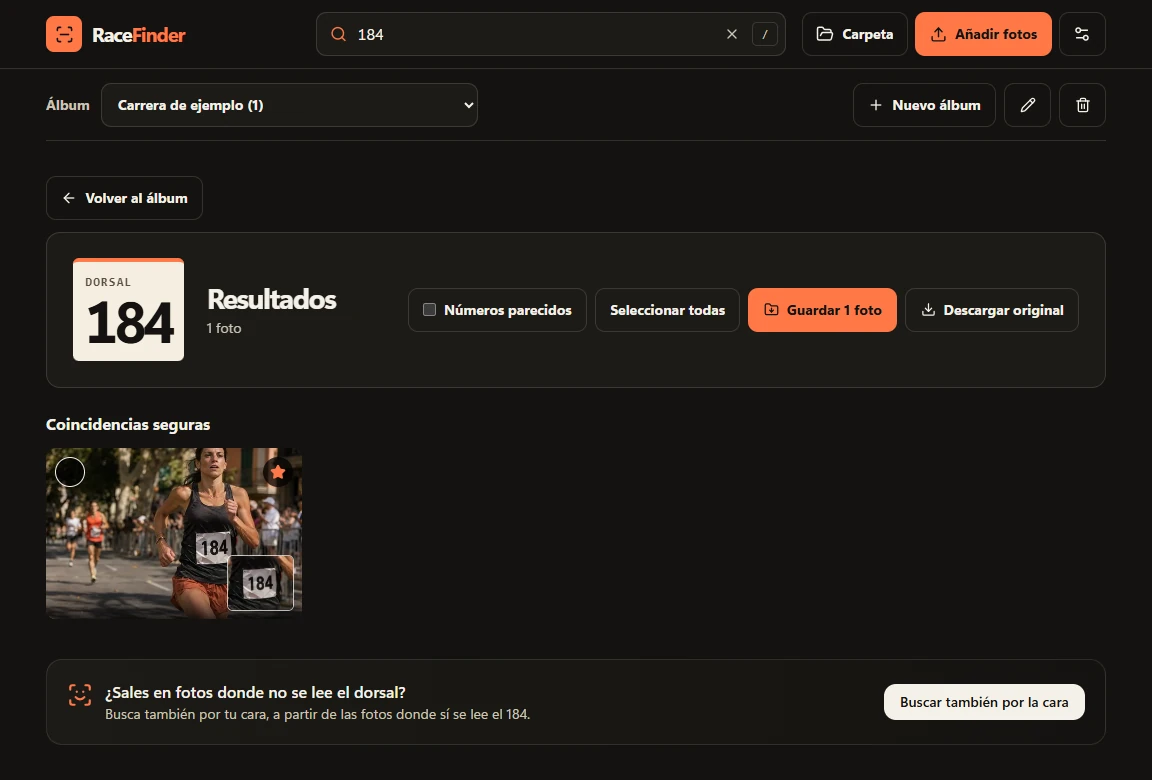 RaceFinder
184
/
Carpeta
Añadir fotos
Álbum
Carrera de ejemplo (1)
Nuevo álbum
Volver al álbum
DORSAL
184
Resultados
1 foto
Números parecidos
Seleccionar todas
Guardar 1 foto
Descargar original
Coincidencias seguras
184
184
¿Sales en fotos donde no se lee el dorsal?
Busca también por tu cara, a partir de las fotos donde sí se lee el 184.
Buscar también por la cara